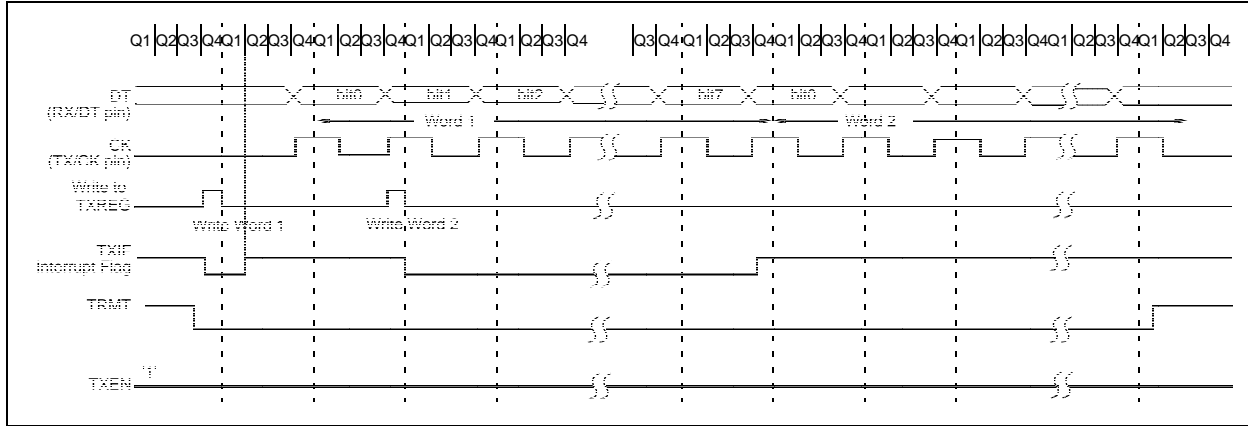 Q1 Q2 Q3 Q4 Q1 Q2 Q3 Q4 Q1 Q2 Q3 Q4 Q1 Q2 Q3 Q4 Q1 Q2 Q3 Q4 Q3 Q4 Q1 Q2 Q3 Q4 Q1 Q2 Q3 Q4 Q1 Q2 Q3 Q4 Q1 Q2 Q3 Q4 Q1 Q2 Q3 Q4 Q1 Q2 Q3 Q4
DT
(RX/DT pin)
bit0 bit1 bit2 bit7 bit0
Word 1 Word 2
CK
(TX/CK pin)
Write to
TXREG
Write Word 1 Write Word 2
TXIF
Interrupt Flag
TRMT
TXEN '1'